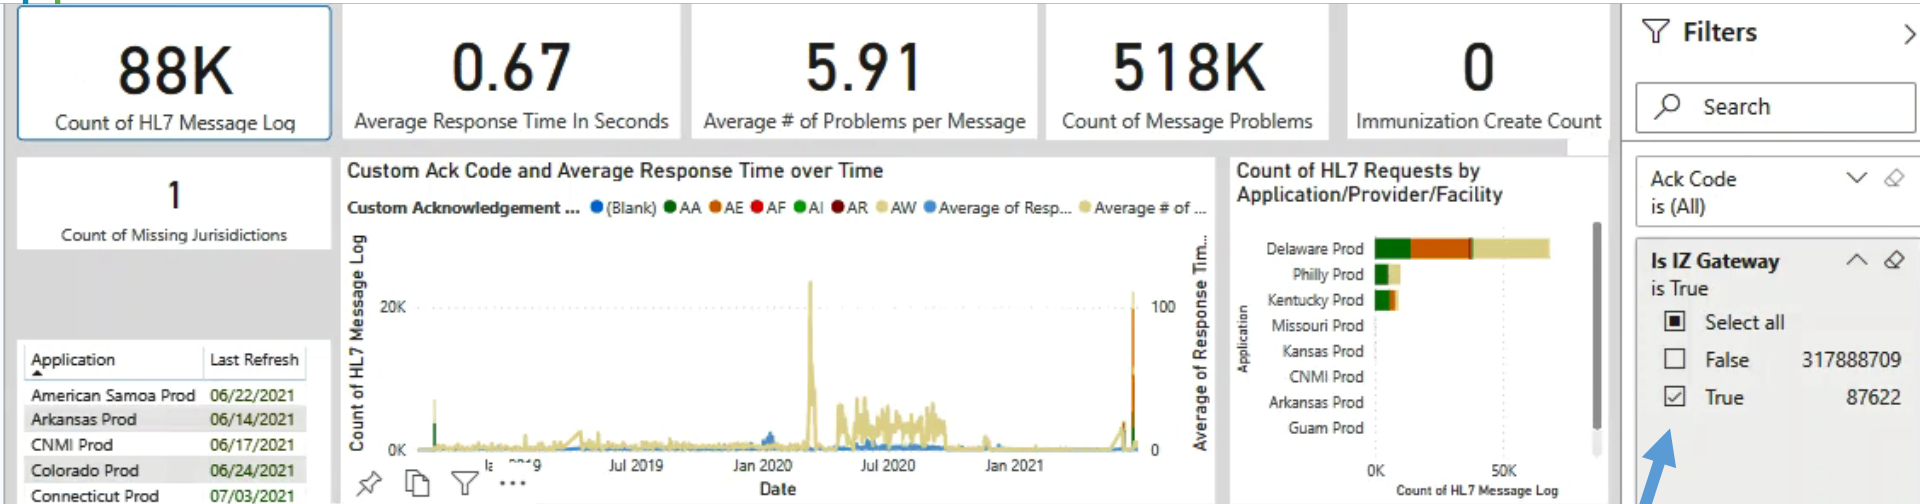 88K
Count of HL7 Message Log
0.67
Average Response Time In Seconds
5.91
Average # of Problems per Message
518K
Count of Message Problems
0
Immunization Create Count
1
Count of Missing Jurisidictions
Application Last Refresh
American Samoa Prod 06/22/2021
Arkansas Prod 06/14/2021
CNMI Prod 06/17/2021
Colorado Prod 06/24/2021
Connecticut Prod 07/03/2021
Custom Ack Code and Average Response Time over Time
Custom Acknowledgement ... (Blank) AA AE AF AI AR AW Average of Resp... Average # of ...
Count of HL7 Message Log
20K
0K
100
0
Average of Response Tim...
Jul 2019 Jan 2020 Jul 2020 Jan 2021
Date
Count of HL7 Requests by
Application/Provider/Facility
Application
Delaware Prod
Philly Prod
Kentucky Prod
Missouri Prod
Kansas Prod
CNMI Prod
Arkansas Prod
Guam Prod
0K 50K
Count of HL7 Message Log
Filters
Search
Ack Code
is (All)
Is IZ Gateway
is True
Select all
False 317888709
True 87622